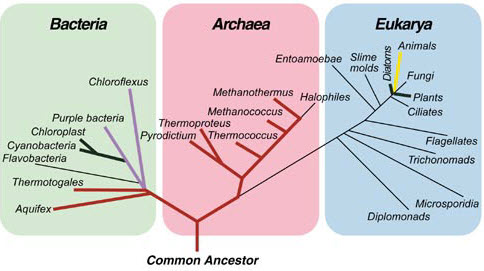 Bacteria
Archaea
Eukarya
Chloroflexus
Purple bacteria
Chloroplast
Cyanobacteria
Flavobacteria
Thermotogales
Aquifex
Methanothermus
Methanococcus
Halophiles
Thermoproteus
Pyrodictium
Thermococcus
Entoamoebae
Slime
molds
Diatoms
Animals
Fungi
Plants
Ciliates
Flagellates
Trichonomads
Microsporidia
Diplomonads
Common Ancestor